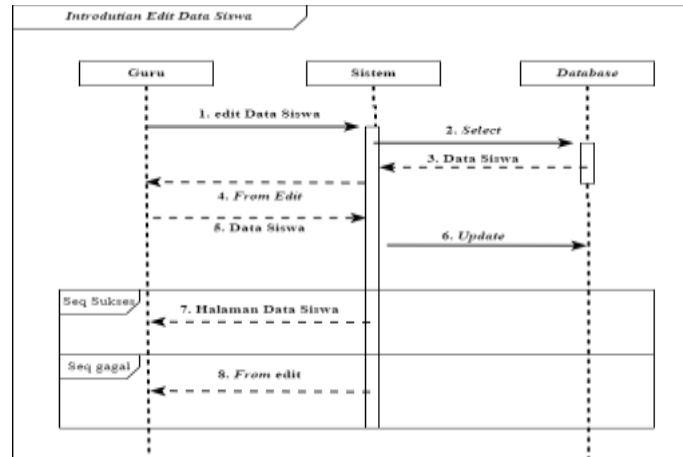 Introdutian Edit Data Siswa
Guru
Sistem
Database
1. edit Data Siswa
2. Select
3. Data Siswa
4. From Edit
5. Data Siswa
6. Update
Seq Sukses
7. Halaman Data Siswa
Seq gagal
8. From edit